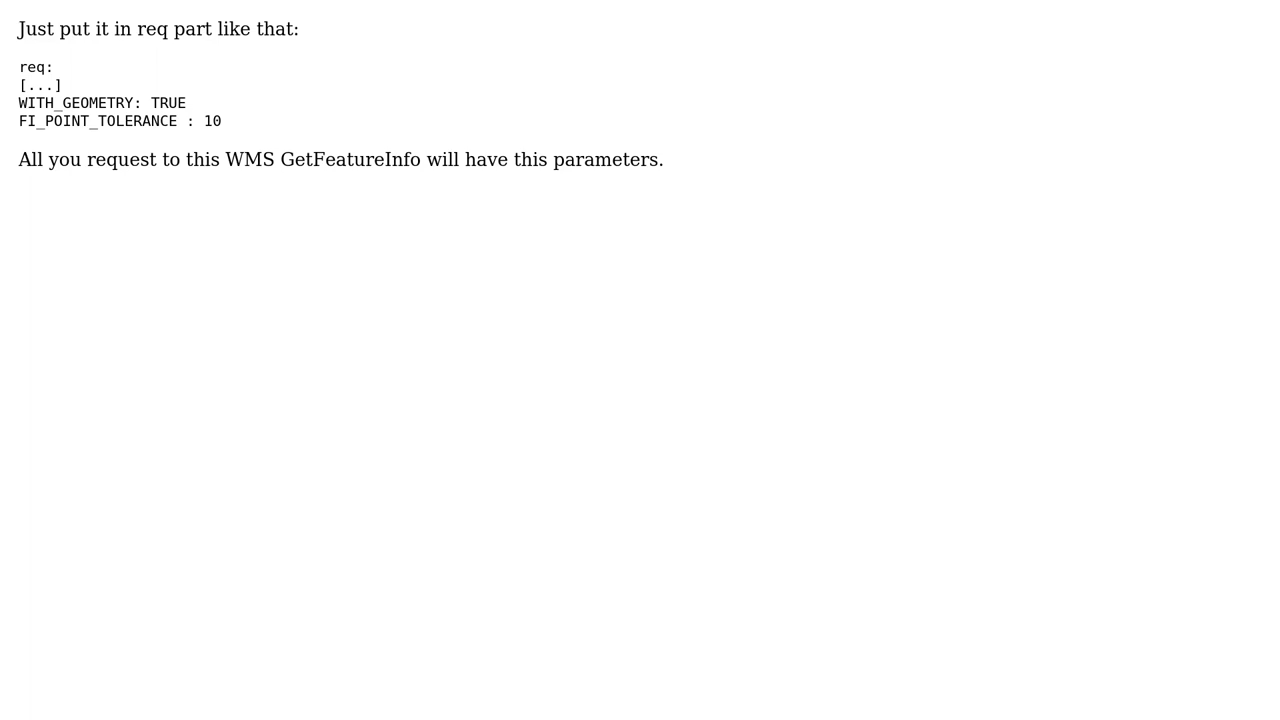 Just put it in req part like that:
req:
[...]
WITH_GEOMETRY: TRUE
FI_POINT_TOLERANCE : 10
All you request to this WMS GetFeatureInfo will have this parameters.